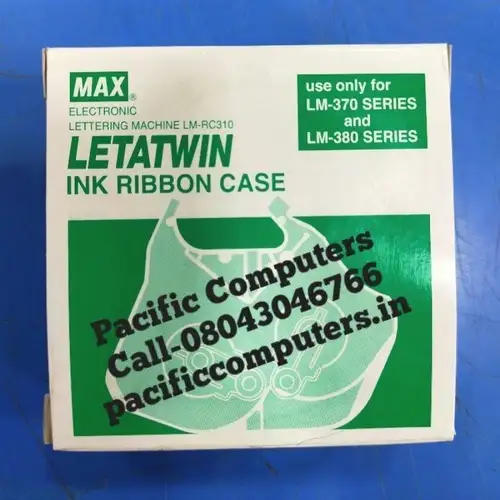 MAX®
ELECTRONIC
LETTERING MACHINE LM-RC310
LETATWIN
INK RIBBON CASE
use only for
LM-370 SERIES
and
LM-380 SERIES
Pacific Computers
Call-08043046766
pacificcomputers.in